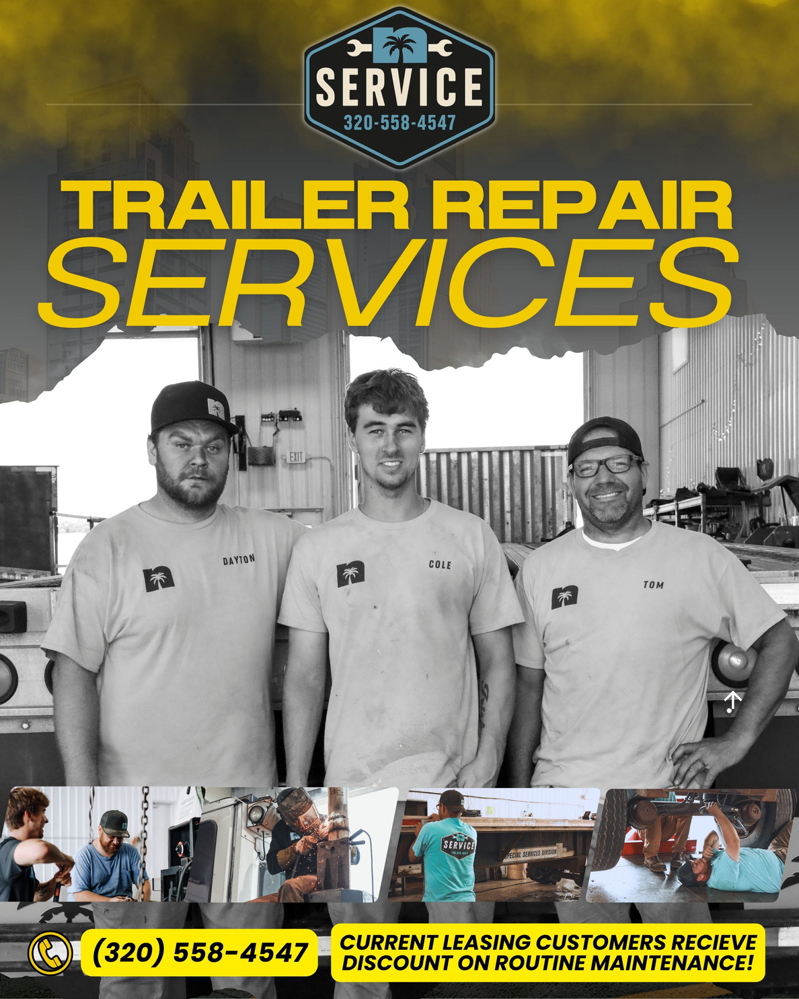 n
SERVICE
320-558-4547
TRAILER REPAIR
SERVICES
EXIT
n
DAYTON
n
COLE
n
TOM
SERVICE
320-558-4547
SPECIAL SERVICES DIVISION
(320) 558-4547
CURRENT LEASING CUSTOMERS RECIEVE
DISCOUNT ON ROUTINE MAINTENANCE!